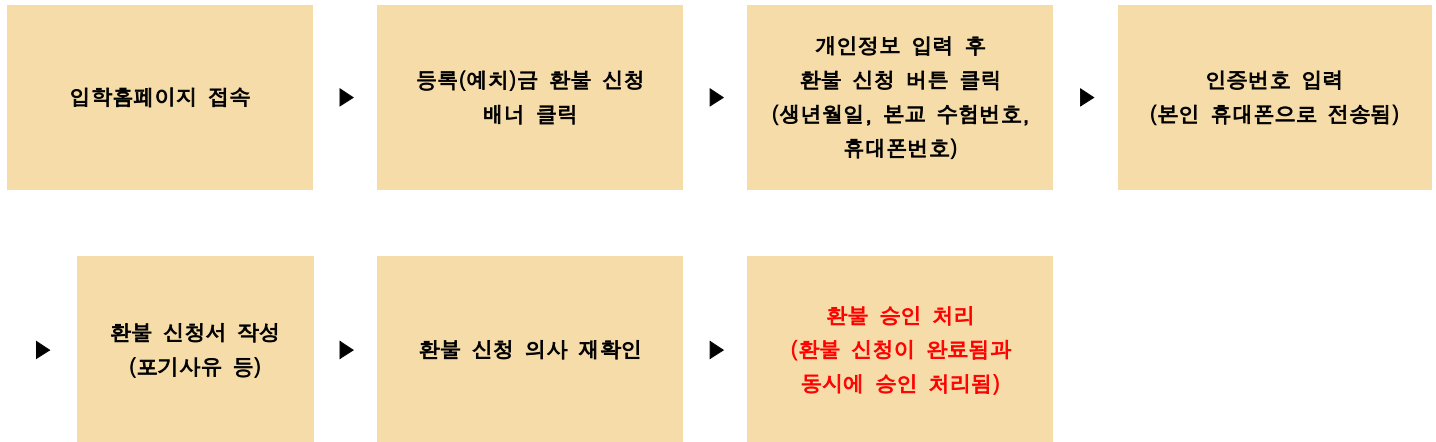 입학홈페이지 접속
등록(예치)금 환불 신청
배너 클릭
개인정보 입력 후
환불 신청 버튼 클릭
(생년월일, 본교 수험번호,
휴대폰번호)
인증번호 입력
(본인 휴대폰으로 전송됨)
환불 신청서 작성
(포기사유 등)
환불 신청 의사 재확인
환불 승인 처리
(환불 신청이 완료됨과
동시에 승인 처리됨)